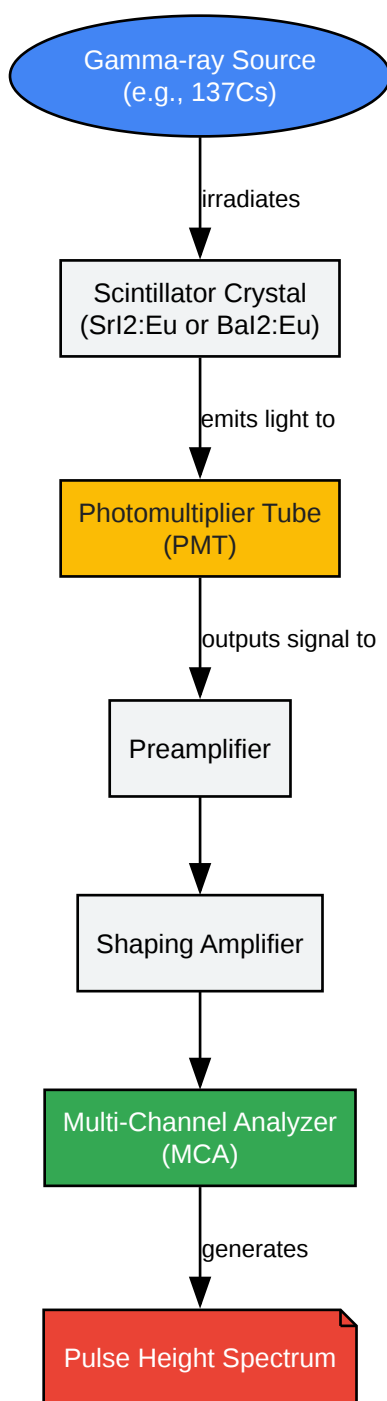 Gamma-ray Source
(e.g., 137Cs)
irradiates
Scintillator Crystal
(SrI2:Eu or BaI2:Eu)
emits light to
Photomultiplier Tube
(PMT)
outputs signal to
Preamplifier
Shaping Amplifier
Multi-Channel Analyzer
(MCA)
generates
Pulse Height Spectrum